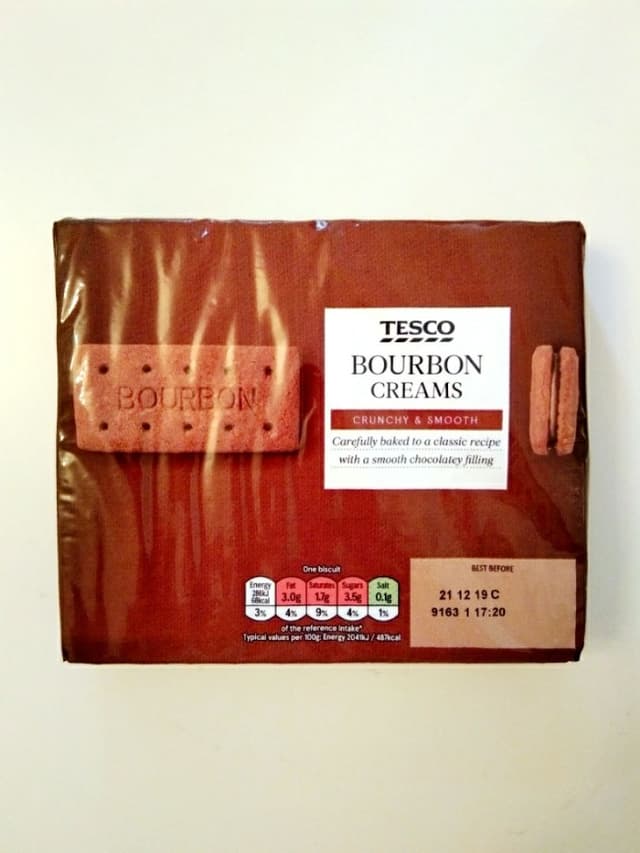 BOURBON
TESCO
BOURBON
CREAMS
CRUNCHY & SMOOTH
Carefully baked to a classic recipe
with a smooth chocolatey filling
One biscuit
Energy 286kJ 68kcal 3%
Fat 3.0g 4%
Saturates 1.7g 9%
Sugars 3.5g 4%
Salt 0.1g 1%
of the reference intake*
Typical values per 100g: Energy 2041kJ / 487kcal
BEST BEFORE
21 12 19 C
9163 1 17:20